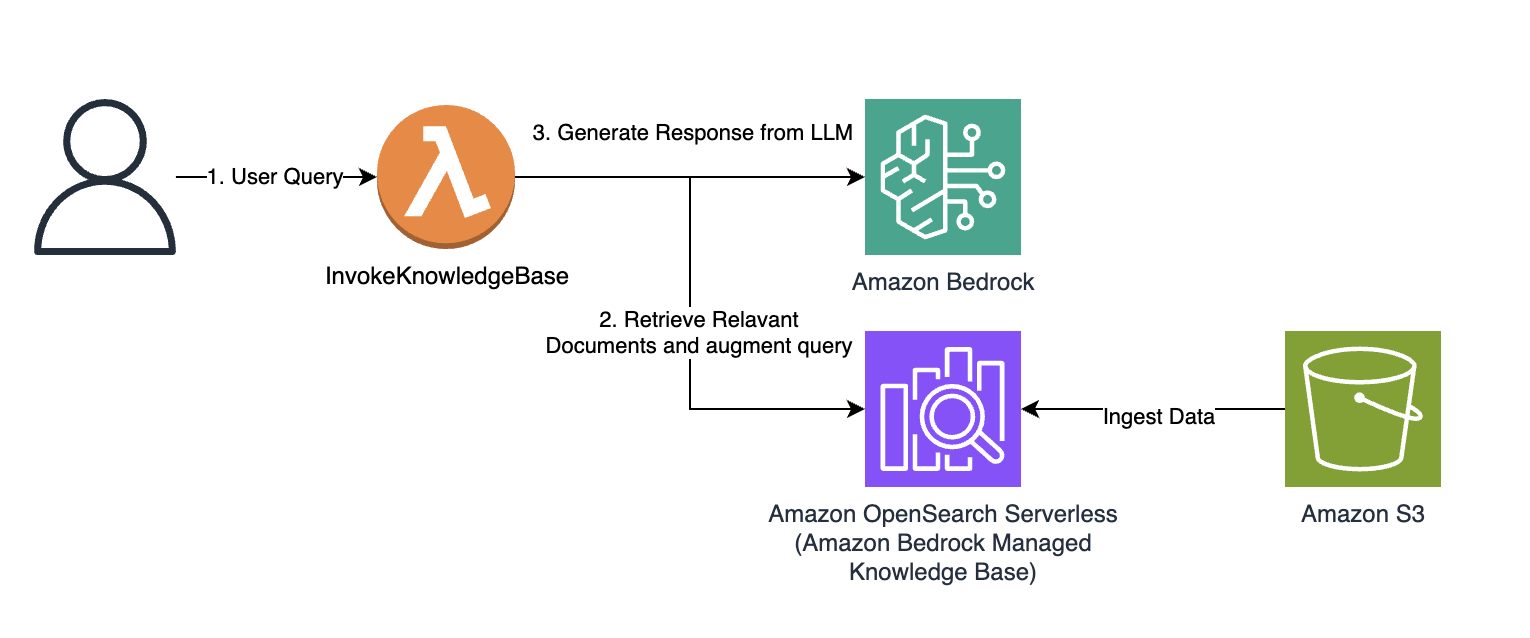 3. Generate Response from LLM
1. User Query
InvokeKnowledgeBase
Amazon Bedrock
2. Retrieve Relavant
Documents and augment query
Ingest Data
Amazon OpenSearch Serverless
(Amazon Bedrock Managed
Knowledge Base)
Amazon S3